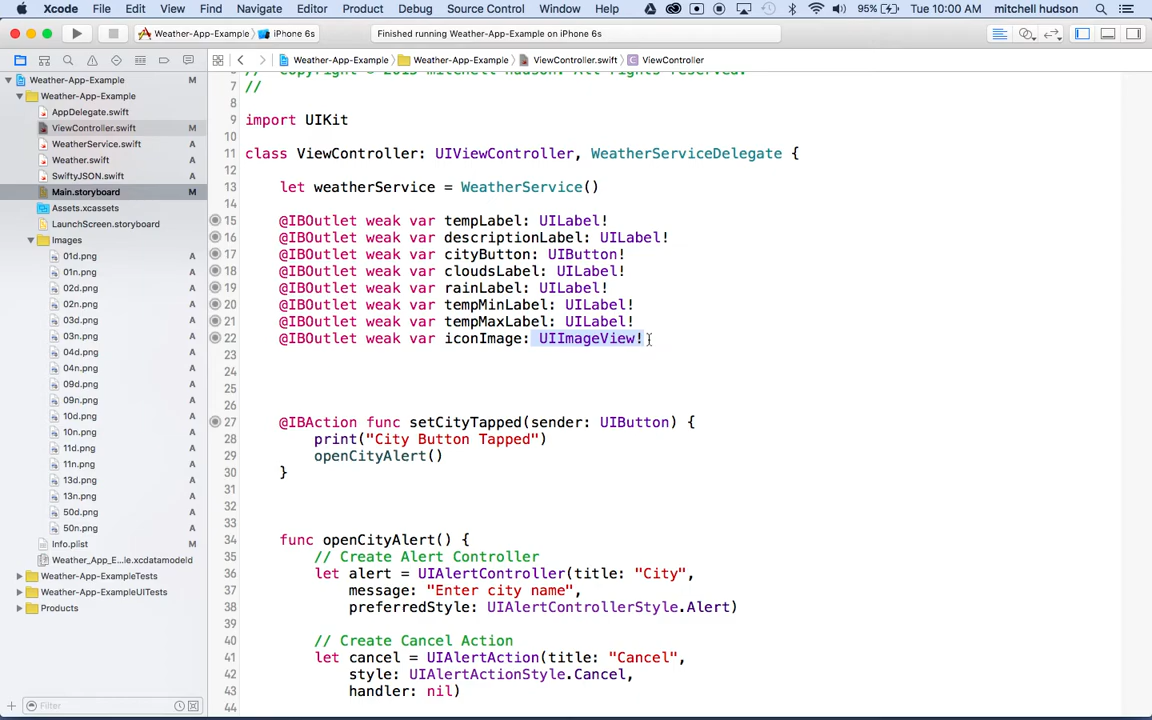 Xcode File Edit View Find Navigate Editor Product Debug Source Control Window Help 95% Tue 10:00 AM mitchell hudson
Weather-App-Example iPhone 6s Finished running Weather-App-Example on iPhone 6s
Weather-App-Example Weather-App-Example ViewController.swift C ViewController
Weather-App-Example M
Weather-App-Example
AppDelegate.swift
ViewController.swift M
WeatherService.swift A
Weather.swift A
SwiftyJSON.swift A
Main.storyboard M
Assets.xcassets
LaunchScreen.storyboard
Images
01d.png A
01n.png A
02d.png A
02n.png A
03d.png A
03n.png A
04d.png A
04n.png A
09d.png A
09n.png A
10d.png A
10n.png A
11d.png A
11n.png A
13d.png A
13n.png A
50d.png A
50n.png A
Info.plist M
Weather_App_E...le.xcdatamodeld
Weather-App-ExampleTests
Weather-App-ExampleUITests
Products
Filter
// Copyright © 2015 mitchell hudson. All rights reserved.
7 //
8
9 import UIKit
10
11 class ViewController: UIViewController, WeatherServiceDelegate {
12
13 let weatherService = WeatherService()
14
15 @IBOutlet weak var tempLabel: UILabel!
16 @IBOutlet weak var descriptionLabel: UILabel!
17 @IBOutlet weak var cityButton: UIButton!
18 @IBOutlet weak var cloudsLabel: UILabel!
19 @IBOutlet weak var rainLabel: UILabel!
20 @IBOutlet weak var tempMinLabel: UILabel!
21 @IBOutlet weak var tempMaxLabel: UILabel!
22 @IBOutlet weak var iconImage: UIImageView!
23
24
25
26
27 @IBAction func setCityTapped(sender: UIButton) {
28 print("City Button Tapped")
29 openCityAlert()
30 }
31
32
33
34 func openCityAlert() {
35 // Create Alert Controller
36 let alert = UIAlertController(title: "City",
37 message: "Enter city name",
38 preferredStyle: UIAlertControllerStyle.Alert)
39
40 // Create Cancel Action
41 let cancel = UIAlertAction(title: "Cancel",
42 style: UIAlertActionStyle.Cancel,
43 handler: nil)
44